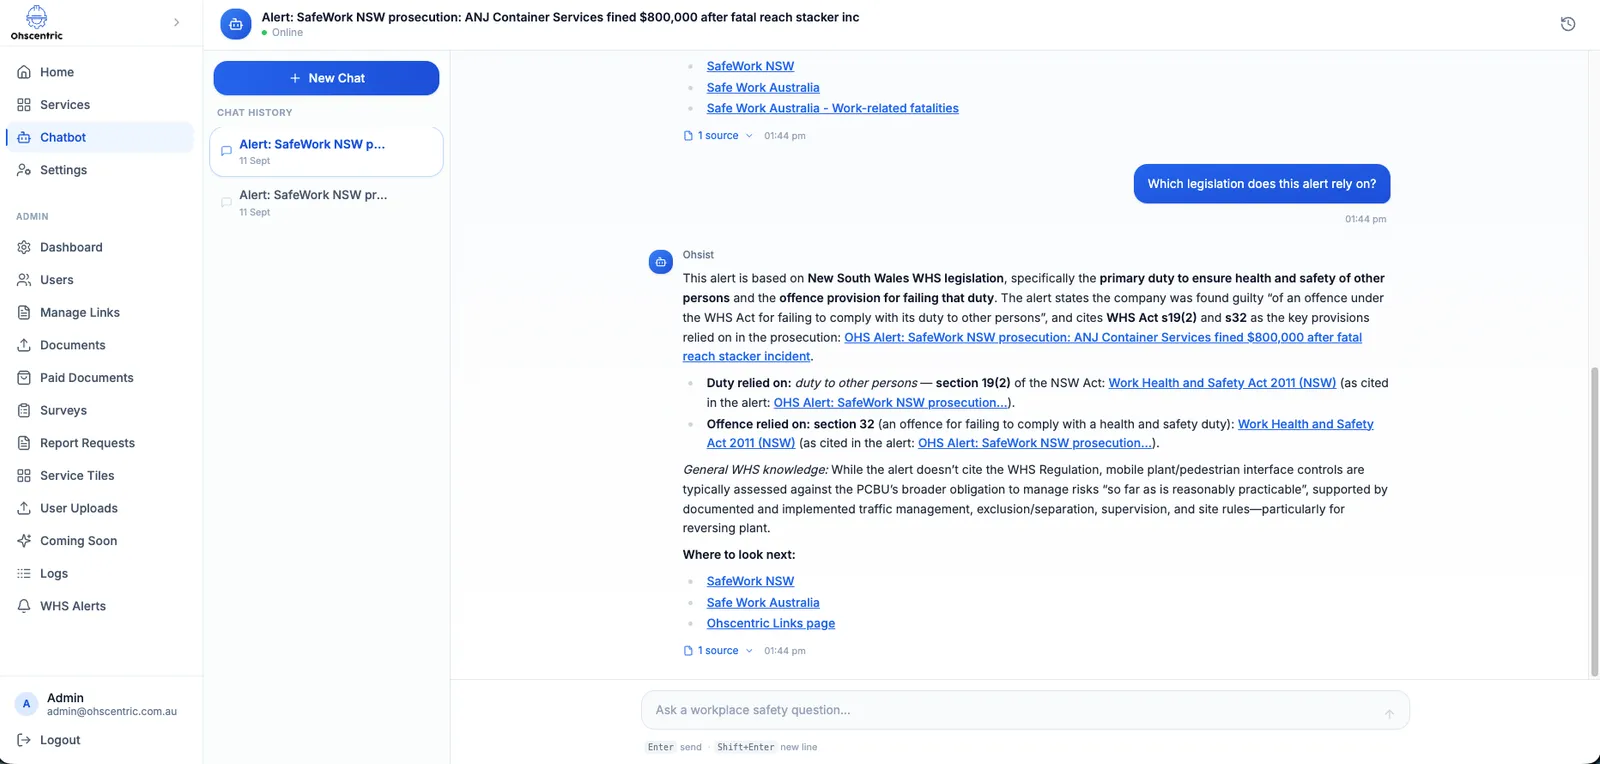 ohscentric
Home
Services
Chatbot
Settings
ADMIN
Dashboard
Users
Manage Links
Documents
Paid Documents
Surveys
Report Requests
Service Tiles
User Uploads
Coming Soon
Logs
WHS Alerts
A
Admin
admin@ohscentric.com.au
Logout
Alert: SafeWork NSW prosecution: ANJ Container Services fined $800,000 after fatal reach stacker inc
Online
+ New Chat
CHAT HISTORY
Alert: SafeWork NSW p...
11 Sept
Alert: SafeWork NSW pr...
11 Sept
SafeWork NSW
Safe Work Australia
Safe Work Australia - Work-related fatalities
1 source 01:44 pm
Which legislation does this alert rely on?
01:44 pm
Ohsist
This alert is based on New South Wales WHS legislation, specifically the primary duty to ensure health and safety of other
persons and the offence provision for failing that duty. The alert states the company was found guilty “of an offence under
the WHS Act for failing to comply with its duty to other persons”, and cites WHS Act s19(2) and s32 as the key provisions
relied on in the prosecution: OHS Alert: SafeWork NSW prosecution: ANJ Container Services fined $800,000 after fatal
reach stacker incident.
Duty relied on: duty to other persons — section 19(2) of the NSW Act: Work Health and Safety Act 2011 (NSW) (as cited
in the alert: OHS Alert: SafeWork NSW prosecution...).
Offence relied on: section 32 (an offence for failing to comply with a health and safety duty): Work Health and Safety
Act 2011 (NSW) (as cited in the alert: OHS Alert: SafeWork NSW prosecution...).
General WHS knowledge: While the alert doesn’t cite the WHS Regulation, mobile plant/pedestrian interface controls are
typically assessed against the PCBU’s broader obligation to manage risks “so far as is reasonably practicable”, supported by
documented and implemented traffic management, exclusion/separation, supervision, and site rules—particularly for
reversing plant.
Where to look next:
SafeWork NSW
Safe Work Australia
Ohscentric Links page
1 source 01:44 pm
Ask a workplace safety question...
Enter send · Shift+Enter new line